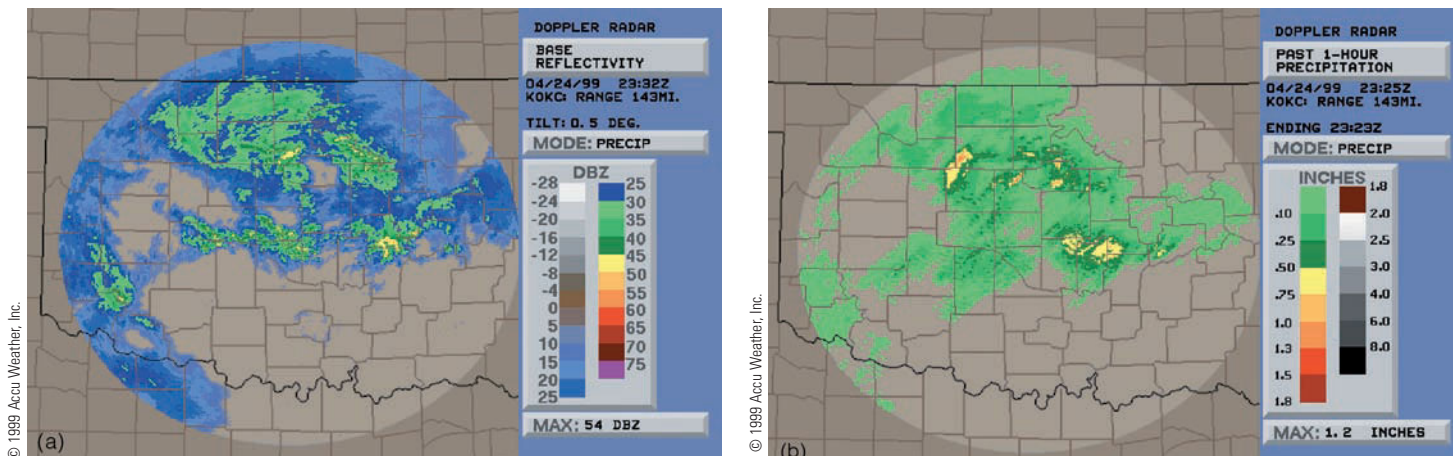 © 1999 Accu Weather, Inc.
(a)
DOPPLER RADAR
BASE
REFLECTIVITY
04/24/99 23:32Z
KOKC: RANGE 143MI.
TILT: 0.5 DEG.
MODE: PRECIP
DBZ
-28 25
-24 30
-20 35
-16 40
-12 45
-8 50
-4 55
0 60
5 65
10 70
15 75
20
25
MAX: 54 DBZ
© 1999 Accu Weather, Inc.
(b)
DOPPLER RADAR
PAST 1-HOUR
PRECIPITATION
04/24/99 23:25Z
KOKC: RANGE 143MI.
ENDING 23:23Z
MODE: PRECIP
INCHES
1.8
.10 2.0
.25 2.5
.50 3.0
.75 4.0
1.0 6.0
1.3 8.0
1.5
1.8
MAX: 1.2 INCHES